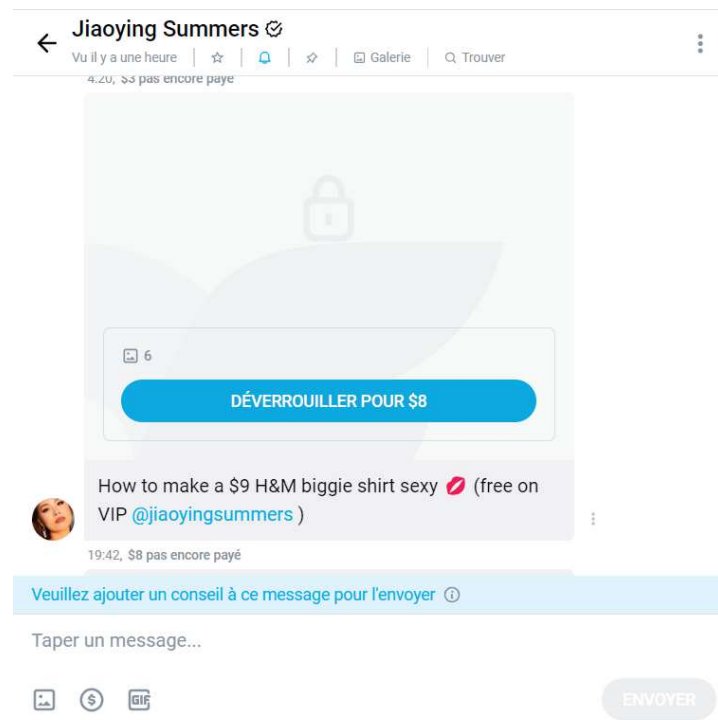 Jiaoying Summers
Vu il y a une heure
Galerie
Trouver
4:20, $3 pas encore payé
6
DÉVERROUILLER POUR $8
How to make a $9 H&M biggie shirt sexy 💋 (free on
VIP @jiaoyingsummers )
19:42, $8 pas encore payé
Veuillez ajouter un conseil à ce message pour l'envoyer
Taper un message...
GIF
ENVOYER